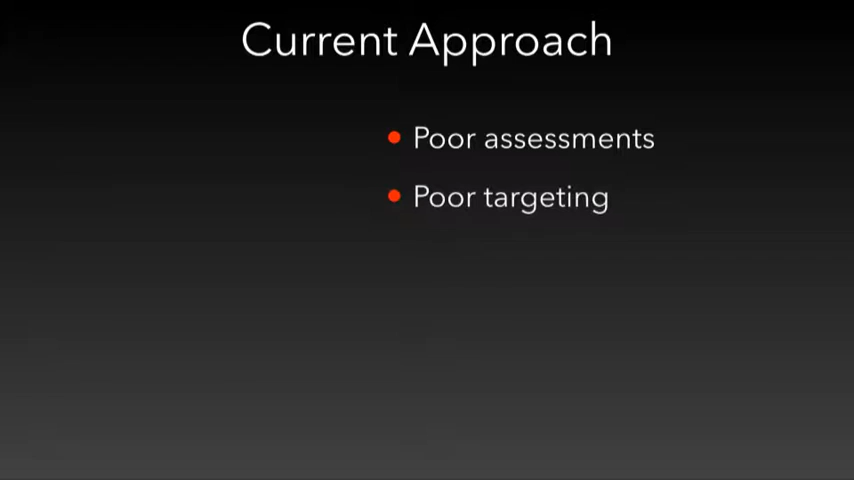 Current Approach
Poor assessments
Poor targeting